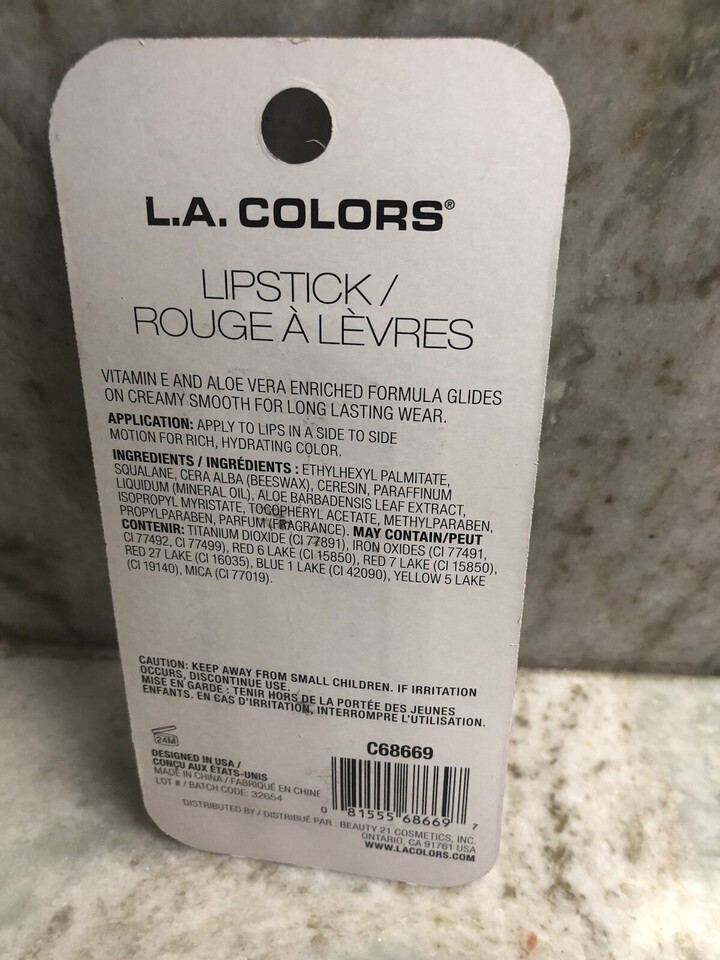 L.A. COLORS®
LIPSTICK /
ROUGE À LÈVRES
VITAMIN E AND ALOE VERA ENRICHED FORMULA GLIDES
ON CREAMY SMOOTH FOR LONG LASTING WEAR.
APPLICATION: APPLY TO LIPS IN A SIDE TO SIDE
MOTION FOR RICH, HYDRATING COLOR.
INGREDIENTS / INGRÉDIENTS : ETHYLHEXYL PALMITATE,
SQUALANE, CERA ALBA (BEESWAX), CERESIN, PARAFFINUM
LIQUIDUM (MINERAL OIL), ALOE BARBADENSIS LEAF EXTRACT,
ISOPROPYL MYRISTATE, TOCOPHERYL ACETATE, METHYLPARABEN,
PROPYLPARABEN, PARFUM (FRAGRANCE). MAY CONTAIN/PEUT
CONTENIR: TITANIUM DIOXIDE (CI 77891), IRON OXIDES (CI 77491,
CI 77492, CI 77499), RED 6 LAKE (CI 15850), RED 7 LAKE (CI 15850),
RED 27 LAKE (CI 16035), BLUE 1 LAKE (CI 42090), YELLOW 5 LAKE
(CI 19140), MICA (CI 77019).
CAUTION: KEEP AWAY FROM SMALL CHILDREN. IF IRRITATION
OCCURS, DISCONTINUE USE.
MISE EN GARDE : TENIR HORS DE LA PORTÉE DES JEUNES
ENFANTS. EN CAS D'IRRITATION, INTERROMPRE L'UTILISATION.
24M
DESIGNED IN USA /
CONÇU AUX ÉTATS-UNIS
MADE IN CHINA / FABRIQUÉ EN CHINE
LOT # / BATCH CODE: 32654
C68669
0 81555 68669 7
DISTRIBUTED BY / DISTRIBUÉ PAR : BEAUTY 21 COSMETICS, INC.
ONTARIO, CA 91761 USA
WWW.LACOLORS.COM